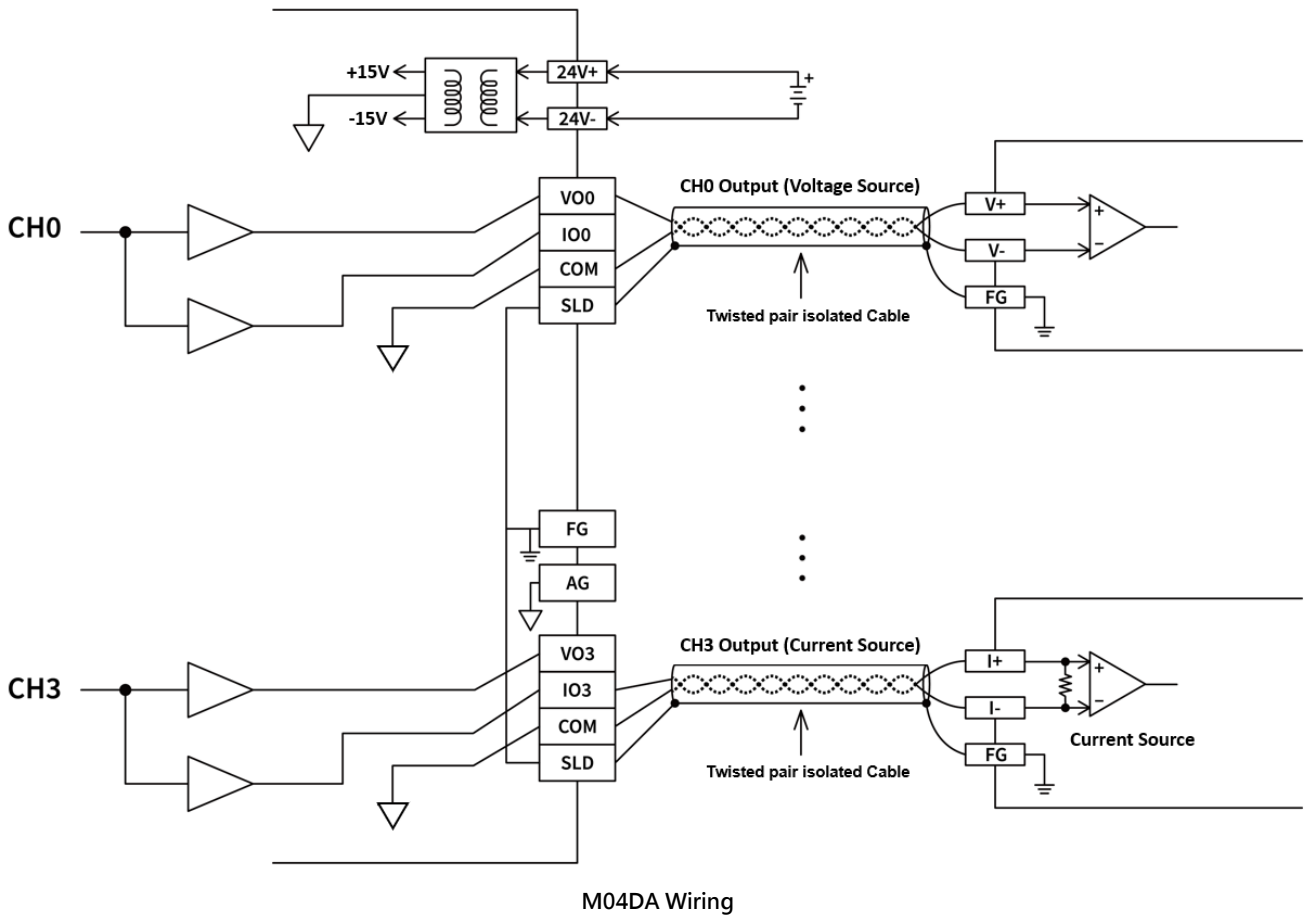 +15V
24V+
+
-15V
24V-
CH0 Output (Voltage Source)
CH0
VO0
IO0
COM
SLD
V+
+
V-
−
FG
Twisted pair isolated Cable
FG
AG
CH3 Output (Current Source)
CH3
VO3
IO3
COM
SLD
I+
+
I-
−
FG
Current Source
Twisted pair isolated Cable
M04DA Wiring